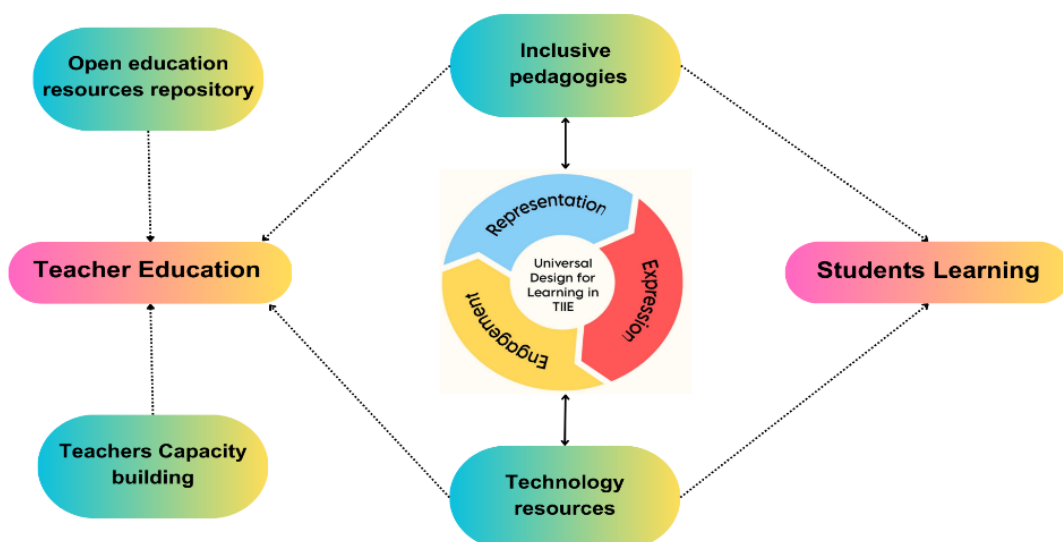 Open education
resources repository
Inclusive
pedagogies
Representation
Expression
Engagement
Universal
Design for
Learning in
TIIE
Teacher Education
Students Learning
Teachers Capacity
building
Technology
resources